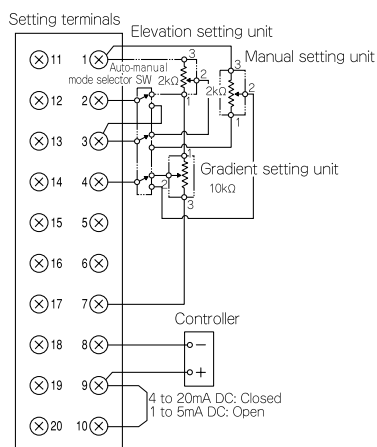 Setting terminals
Elevation setting unit
Manual setting unit
11 1
3
3
Auto-manual
mode selector SW
2kΩ
2
2kΩ
2
12 2
1
1
13 3
1
Gradient setting unit
14 4
2
10kΩ
3
15 5
16 6
17 7
Controller
18 8
−
19 9
+
4 to 20mA DC: Closed
1 to 5mA DC: Open
20 10